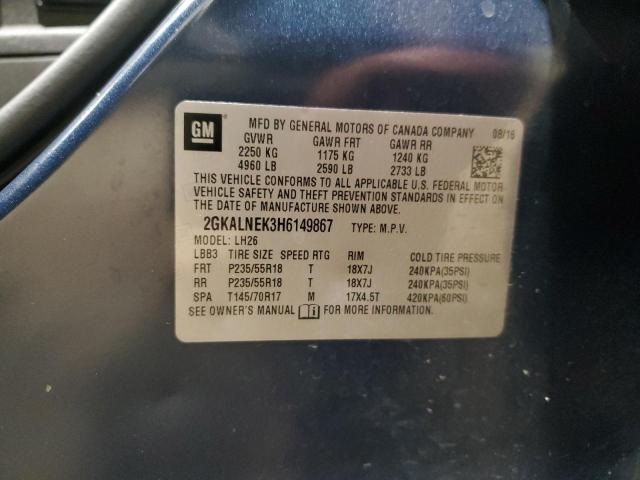 GM
MFD BY GENERAL MOTORS OF CANADA COMPANY 08/16
GVWR GAWR FRT GAWR RR
2250 KG 1175 KG 1240 KG
4960 LB 2590 LB 2733 LB
THIS VEHICLE CONFORMS TO ALL APPLICABLE U.S. FEDERAL MOTOR
VEHICLE SAFETY AND THEFT PREVENTION STANDARDS IN EFFECT ON
THE DATE OF MANUFACTURE SHOWN ABOVE.
2GKALNEK3H6149867 TYPE: M.P.V.
MODEL: LH26
LBB3 TIRE SIZE SPEED RTG RIM COLD TIRE PRESSURE
FRT P235/55R18 T 18X7J 240KPA(35PSI)
RR P235/55R18 T 18X7J 240KPA(35PSI)
SPA T145/70R17 M 17X4.5T 420KPA(60PSI)
SEE OWNER'S MANUAL FOR MORE INFORMATION.